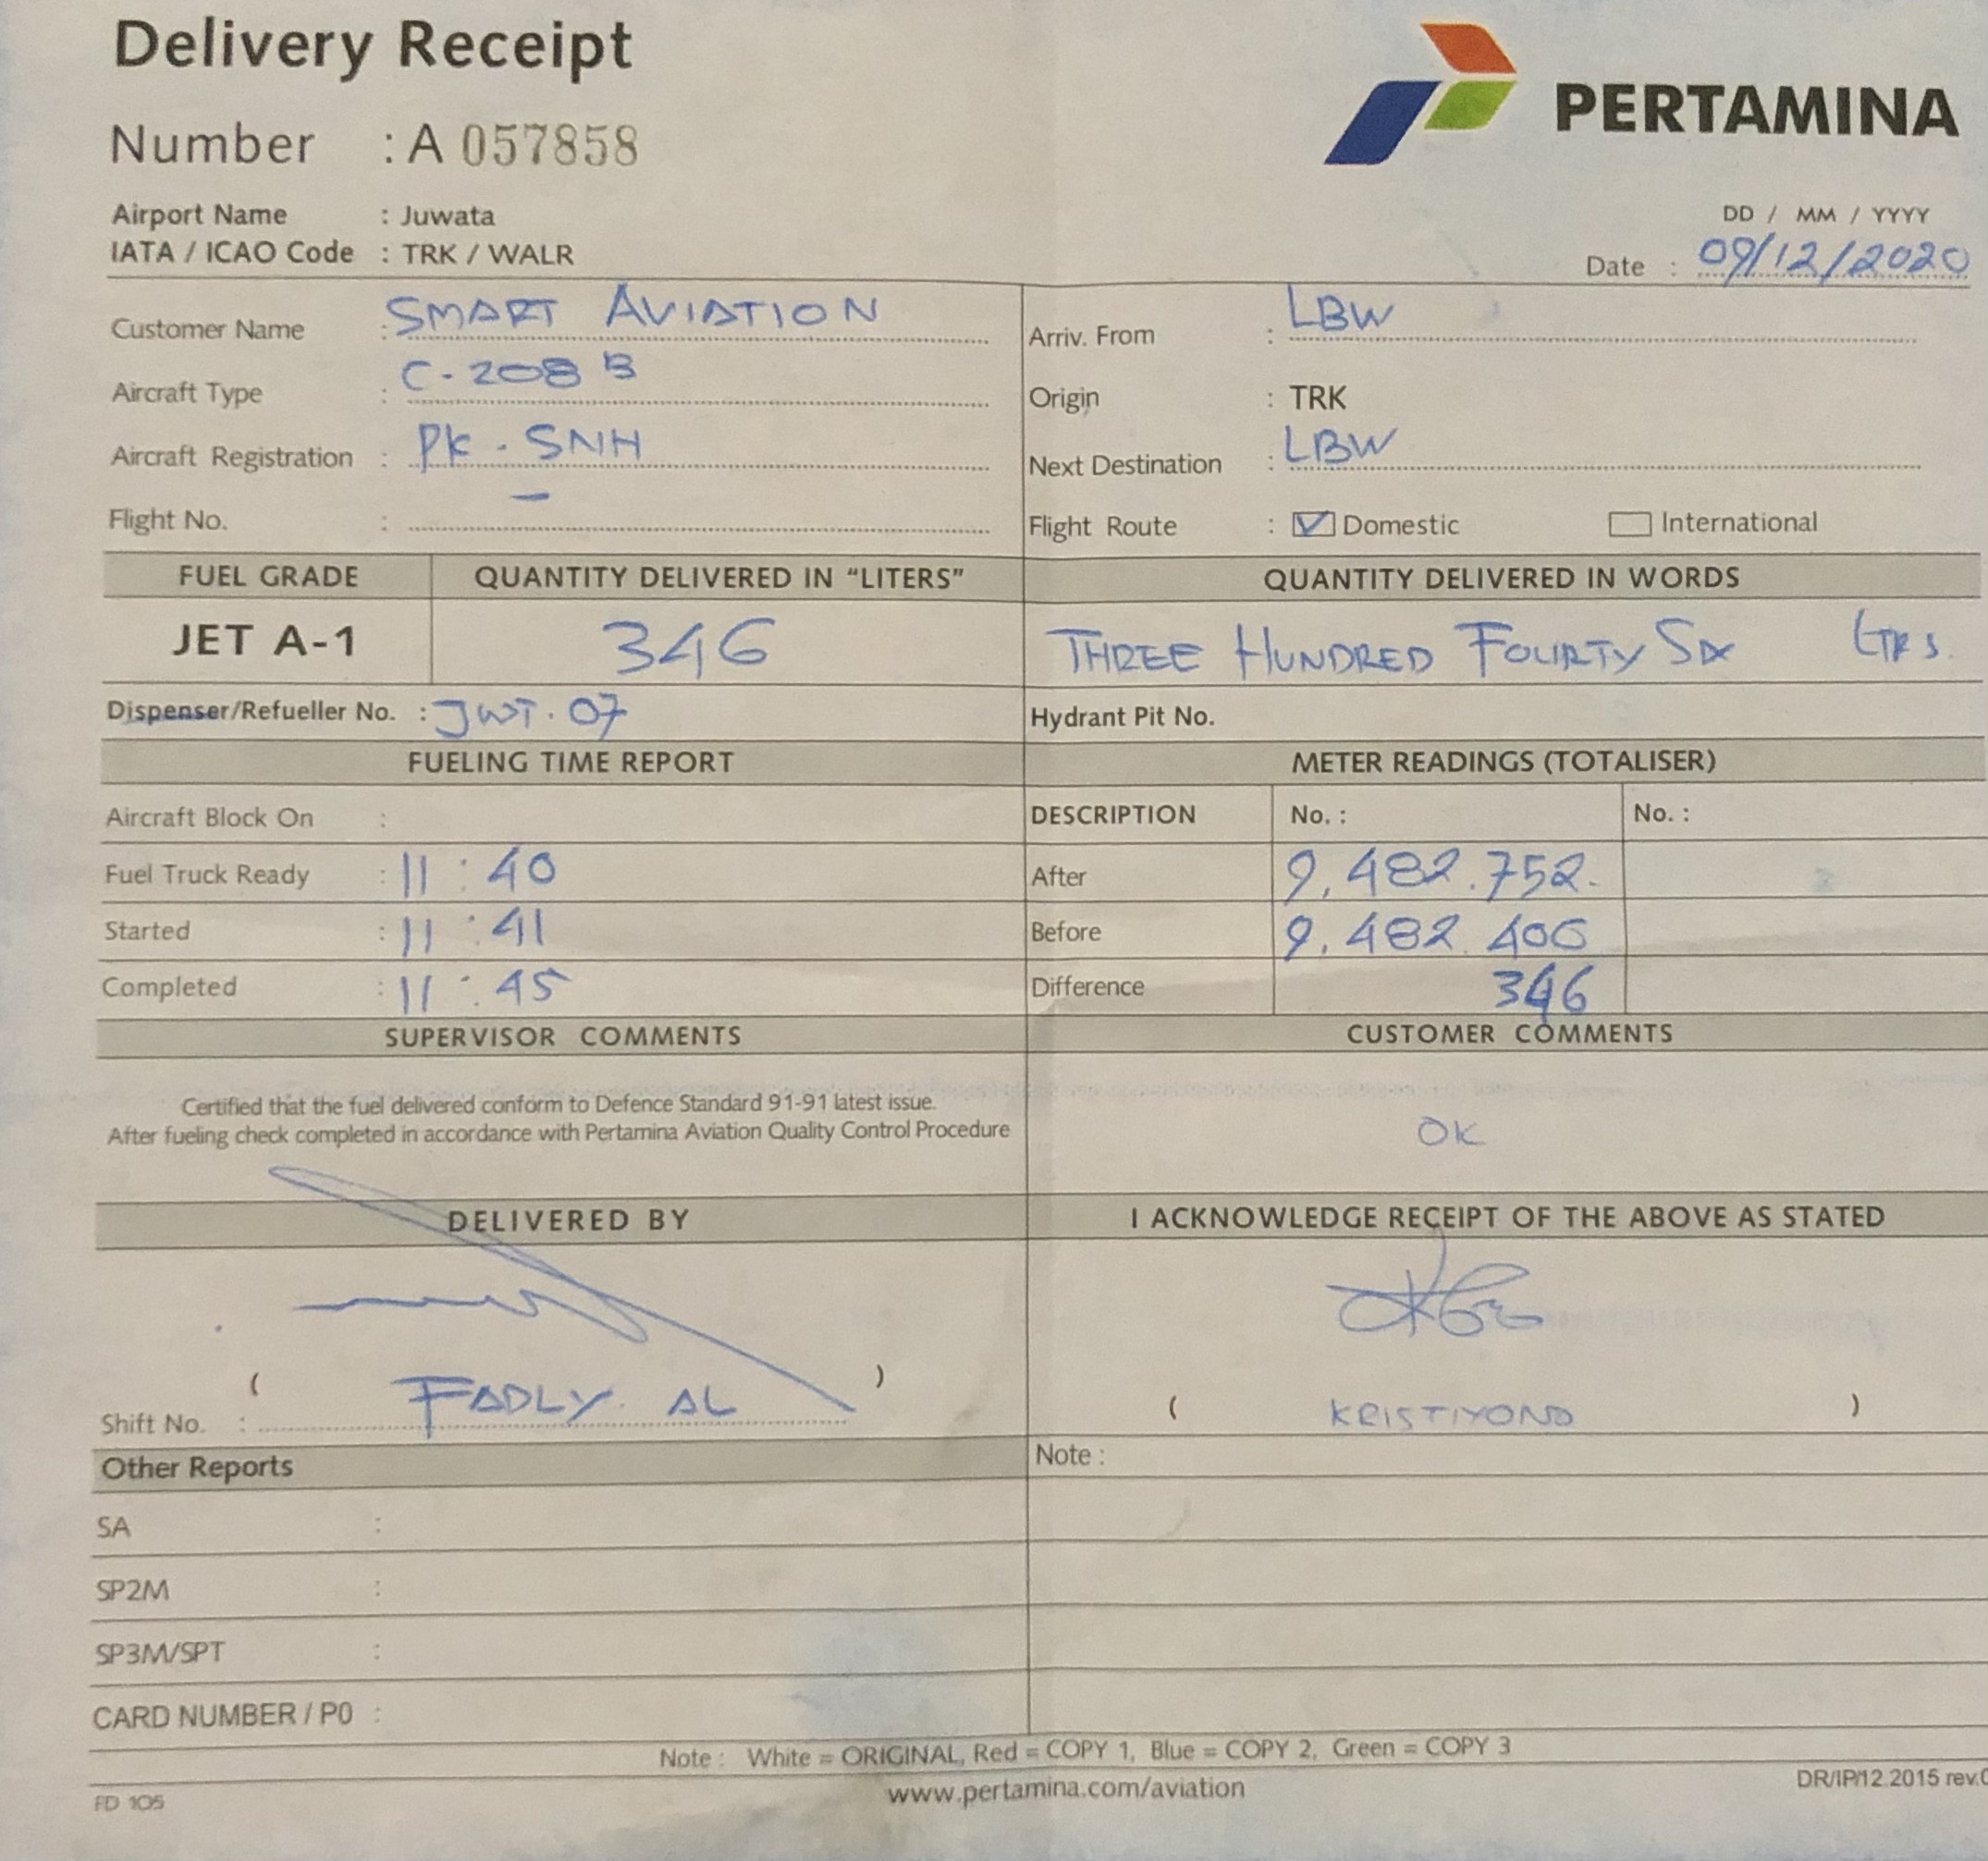 Delivery Receipt
PERTAMINA
Number : A 057858
Airport Name : Juwata
IATA / ICAO Code : TRK / WALR
DD / MM / YYYY
Date : 09/12/2020
Customer Name : SMART AVIATION
Arriv. From : LBW
Aircraft Type : C-208 B
Origin : TRK
Aircraft Registration : PK - SNH
Next Destination : LBW
Flight No. : -
Flight Route : Domestic International
FUEL GRADE QUANTITY DELIVERED IN “LITERS” QUANTITY DELIVERED IN WORDS
JET A-1 346 THREE HUNDRED FOURTY SIX LTRS.
Dispenser/Refueller No. : JWT. 07 Hydrant Pit No.
FUELING TIME REPORT METER READINGS (TOTALISER)
Aircraft Block On : DESCRIPTION No. : No. :
Fuel Truck Ready : 11 : 40 After 9,482.752.
Started : 11 : 41 Before 9.482.406
Completed : 11 : 45 Difference 346
SUPERVISOR COMMENTS CUSTOMER COMMENTS
Certified that the fuel delivered conform to Defence Standard 91-91 latest issue.
After fueling check completed in accordance with Pertamina Aviation Quality Control Procedure
OK
DELIVERED BY I ACKNOWLEDGE RECEIPT OF THE ABOVE AS STATED
( )
Shift No. : FADLY. AL
( KRISTIYONO )
Other Reports Note :
SA :
SP2M :
SP3M/SPT :
CARD NUMBER / P0 :
Note : White = ORIGINAL, Red = COPY 1, Blue = COPY 2, Green = COPY 3
www.pertamina.com/aviation
FD 105
DR/IP/12.2015 rev.0